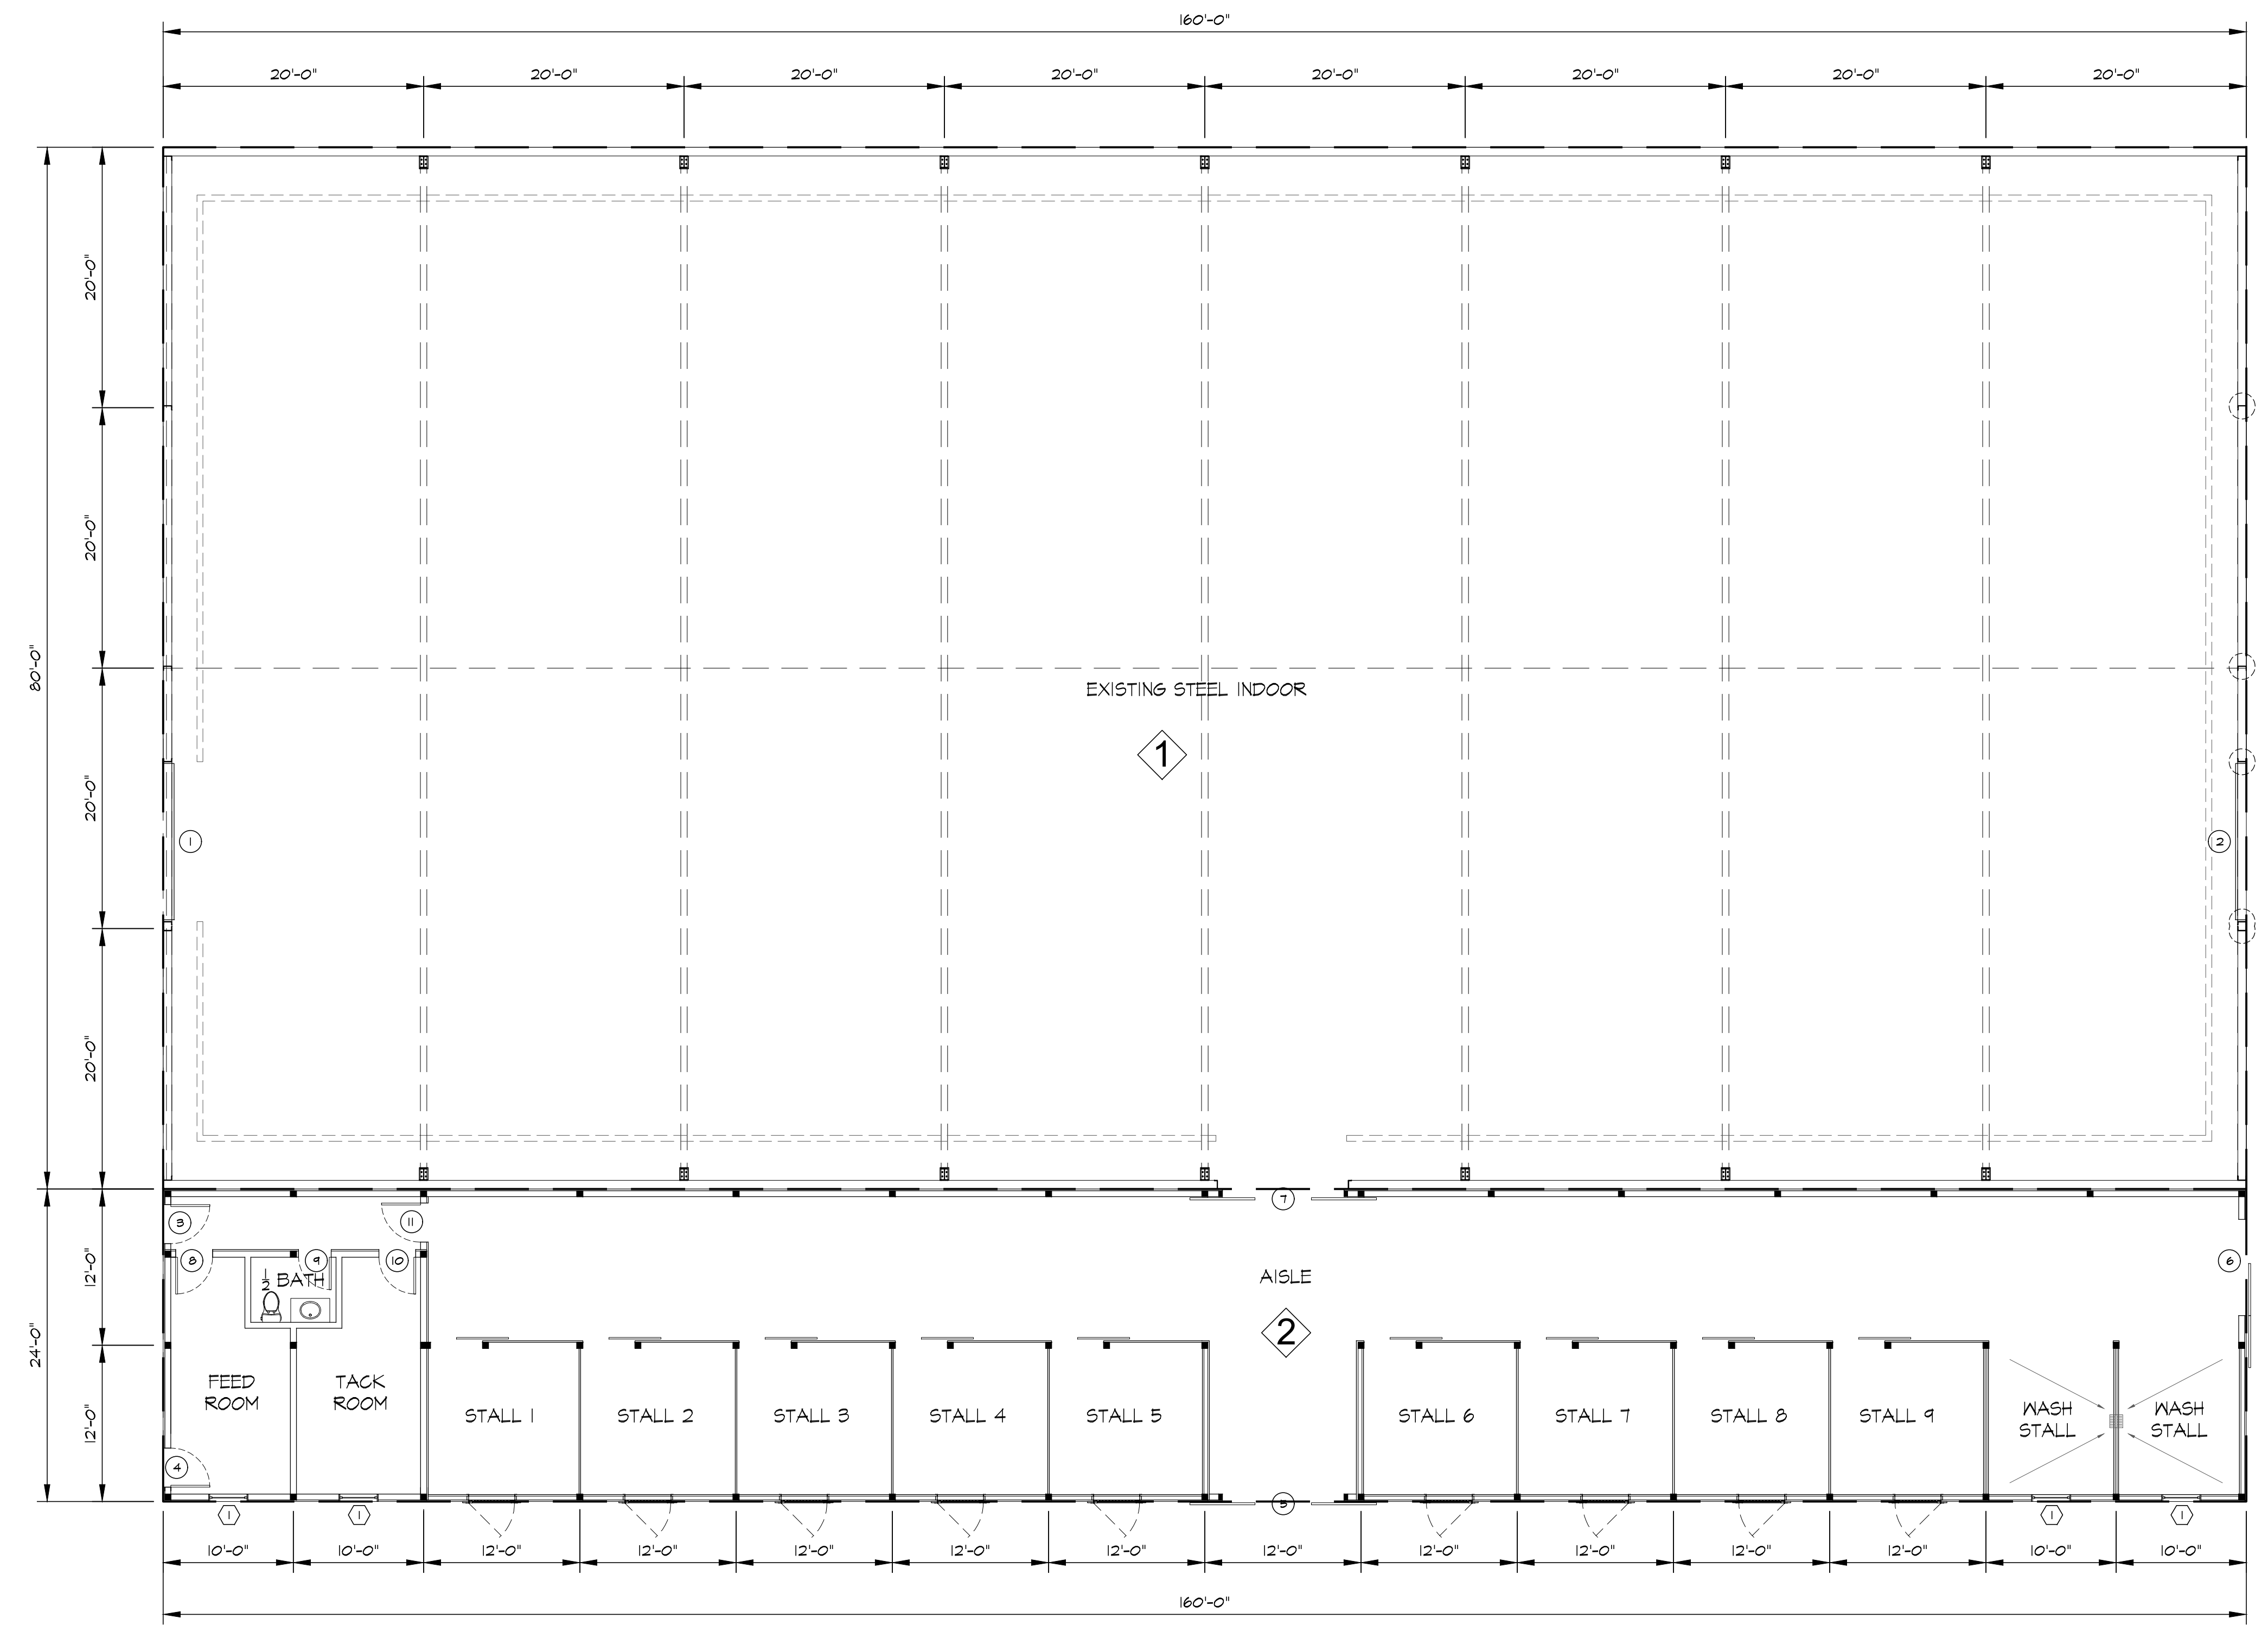 160'-0"
20'-0" 20'-0" 20'-0" 20'-0" 20'-0" 20'-0" 20'-0" 20'-0"
20'-0"
20'-0"
80'-0"
EXISTING STEEL INDOOR
1
20'-0"
1 2
20'-0"
7
3 11
8 9 10 6
12'-0"
1/2 BATH
AISLE
24'-0"
2
FEED
ROOM
TACK
ROOM
12'-0"
STALL 1 STALL 2 STALL 3 STALL 4 STALL 5 STALL 6 STALL 7 STALL 8 STALL 9
WASH
STALL
WASH
STALL
4
5
1 1 1 1
10'-0" 10'-0" 12'-0" 12'-0" 12'-0" 12'-0" 12'-0" 12'-0" 12'-0" 12'-0" 12'-0" 12'-0" 10'-0" 10'-0"
160'-0"